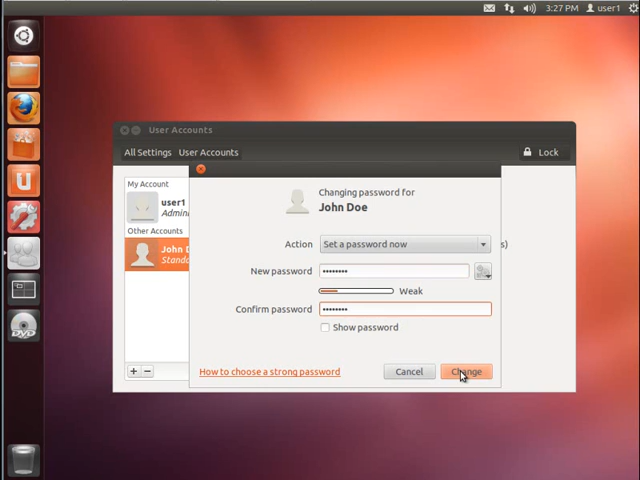 3:27 PM user1
User Accounts
All Settings User Accounts Lock
My Account
user1
Other Accounts
John
Changing password for
John Doe
Action Set a password now s)
New password ••••••••
Weak
Confirm password ••••••••
Show password
How to choose a strong password Cancel Change
DVD